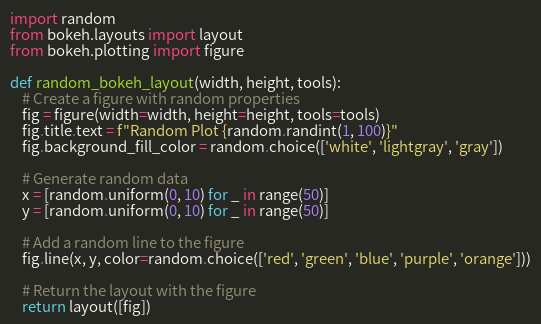 import random
from bokeh.layouts import layout
from bokeh.plotting import figure
def random_bokeh_layout(width, height, tools):
# Create a figure with random properties
fig = figure(width=width, height=height, tools=tools)
fig.title.text = f"Random Plot {random.randint(1, 100)}"
fig.background_fill_color = random.choice(['white', 'lightgray', 'gray'])
# Generate random data
x = [random.uniform(0, 10) for _ in range(50)]
y = [random.uniform(0, 10) for _ in range(50)]
# Add a random line to the figure
fig.line(x, y, color=random.choice(['red', 'green', 'blue', 'purple', 'orange']))
# Return the layout with the figure
return layout([fig])